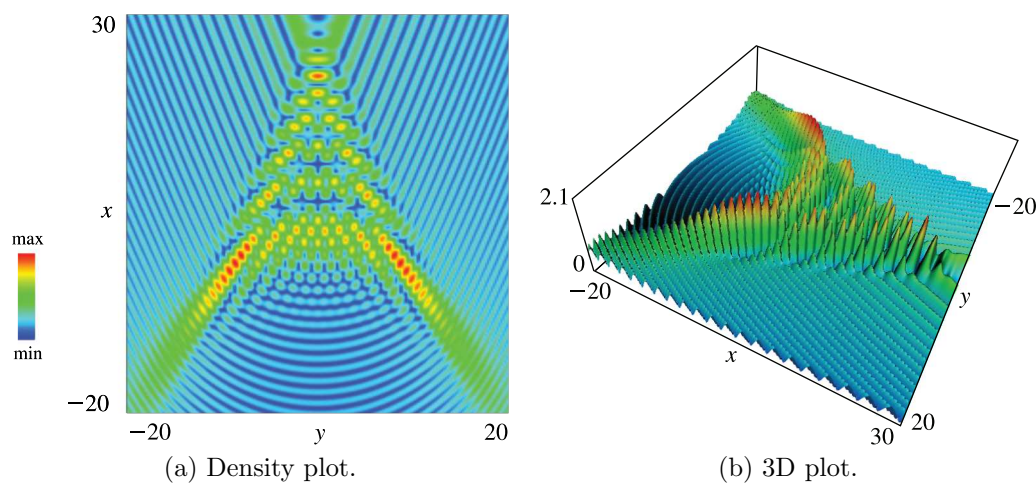 30
x
max
min
−20
−20 y 20
(a) Density plot.
2.1
0
−20
x
30
20
y
−20
(b) 3D plot.